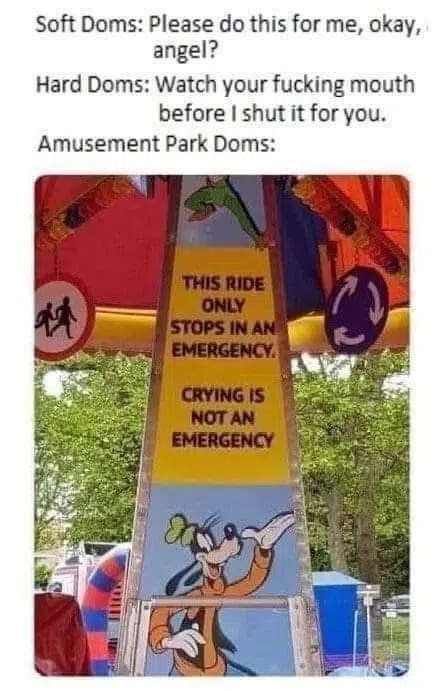 Soft Doms: Please do this for me, okay,
angel?
Hard Doms: Watch your fucking mouth
before I shut it for you.
Amusement Park Doms:
THIS RIDE
ONLY
STOPS IN AN
EMERGENCY.
CRYING IS
NOT AN
EMERGENCY